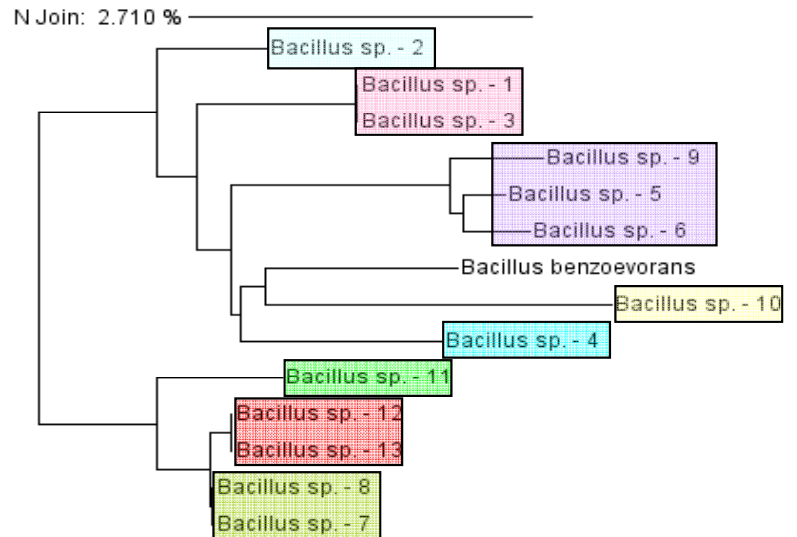 N Join: 2.710 %
Bacillus sp. - 2
Bacillus sp. - 1
Bacillus sp. - 3
Bacillus sp. - 9
Bacillus sp. - 5
Bacillus sp. - 6
Bacillus benzoevorans
Bacillus sp. - 10
Bacillus sp. - 4
Bacillus sp. - 11
Bacillus sp. - 12
Bacillus sp. - 13
Bacillus sp. - 8
Bacillus sp. - 7